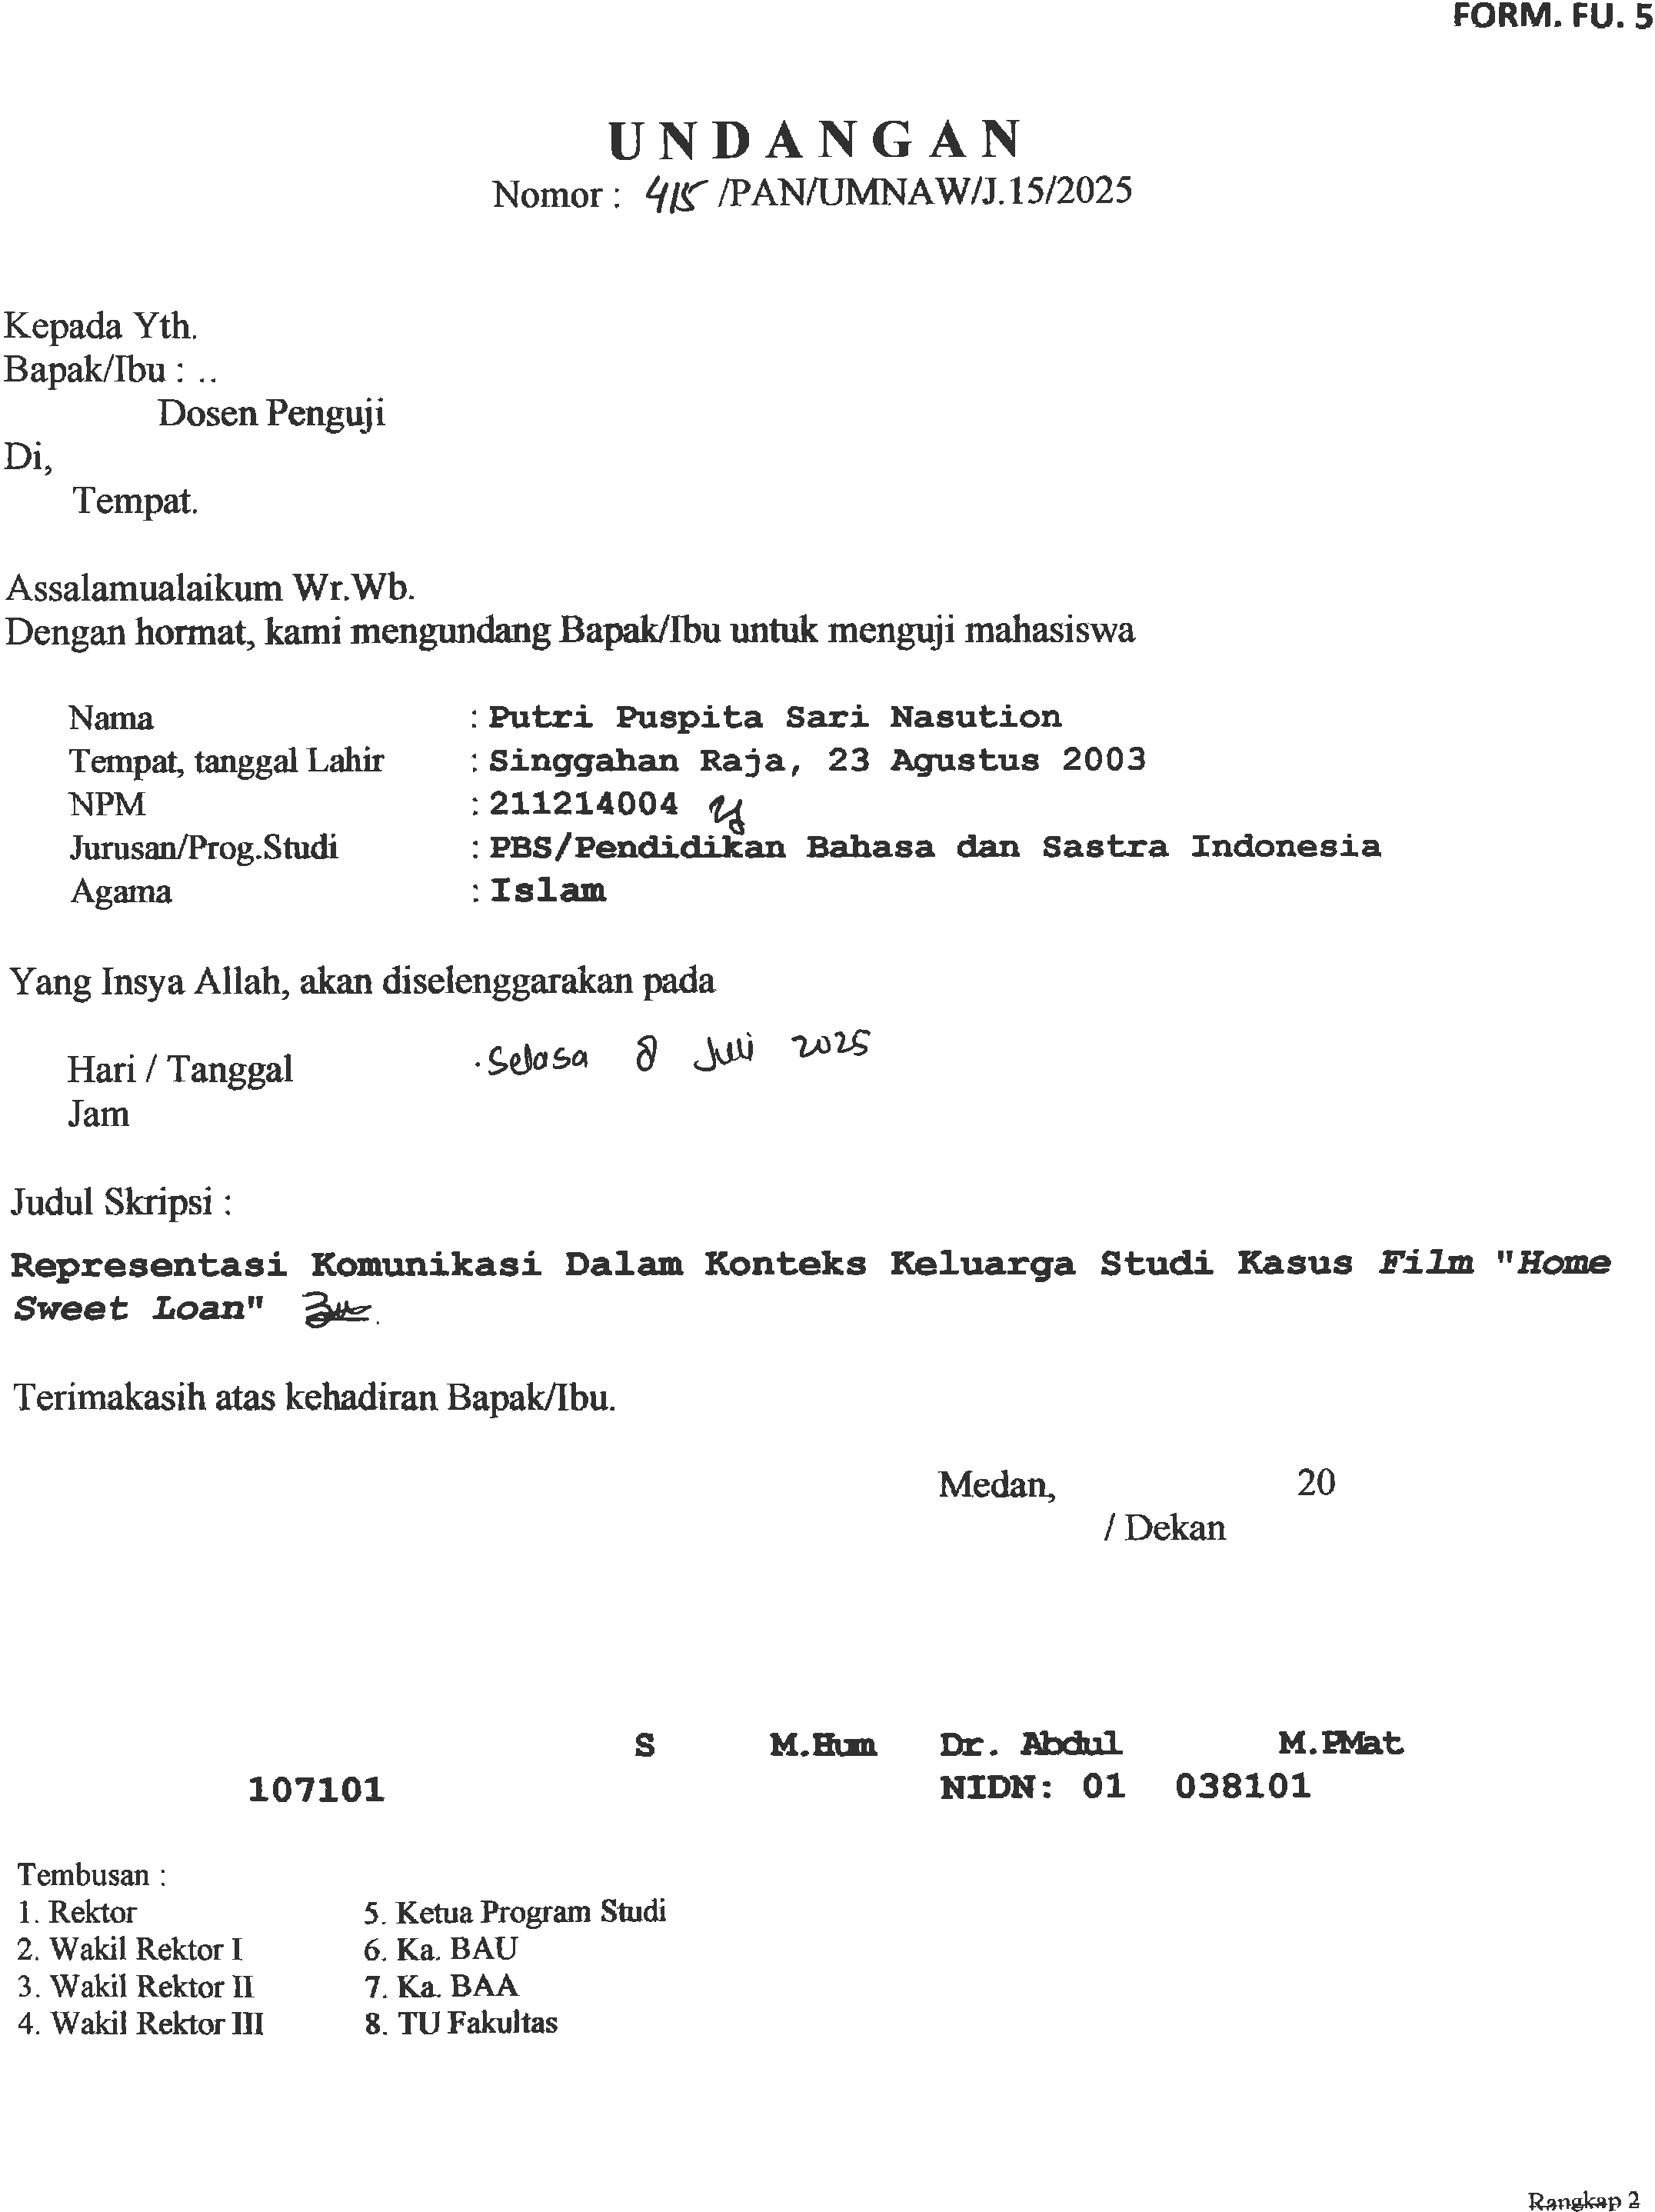 FORM. FU. 5
UNDANGAN
Nomor : 415 /PAN/UMNAW/J.15/2025
Kepada Yth.
Bapak/Ibu : ..
Dosen Penguji
Di,
Tempat.
Assalamualaikum Wr.Wb.
Dengan hormat, kami mengundang Bapak/Ibu untuk menguji mahasiswa
Nama : Putri Puspita Sari Nasution
Tempat, tanggal Lahir : Singgahan Raja, 23 Agustus 2003
NPM : 211214004
Jurusan/Prog.Studi : PBS/Pendidikan Bahasa dan Sastra Indonesia
Agama : Islam
Yang Insya Allah, akan diselenggarakan pada
Hari / Tanggal : Selasa 8 Juli 2025
Jam
Judul Skripsi :
Representasi Komunikasi Dalam Konteks Keluarga Studi Kasus Film "Home
Sweet Loan"
Terimakasih atas kehadiran Bapak/Ibu.
Medan, 20
/ Dekan
S M.Hum Dr. Abdul M.PMat
107101 NIDN: 01 038101
Tembusan :
1. Rektor 5. Ketua Program Studi
2. Wakil Rektor I 6. Ka. BAU
3. Wakil Rektor II 7. Ka. BAA
4. Wakil Rektor III 8. TU Fakultas
Rangkap 2